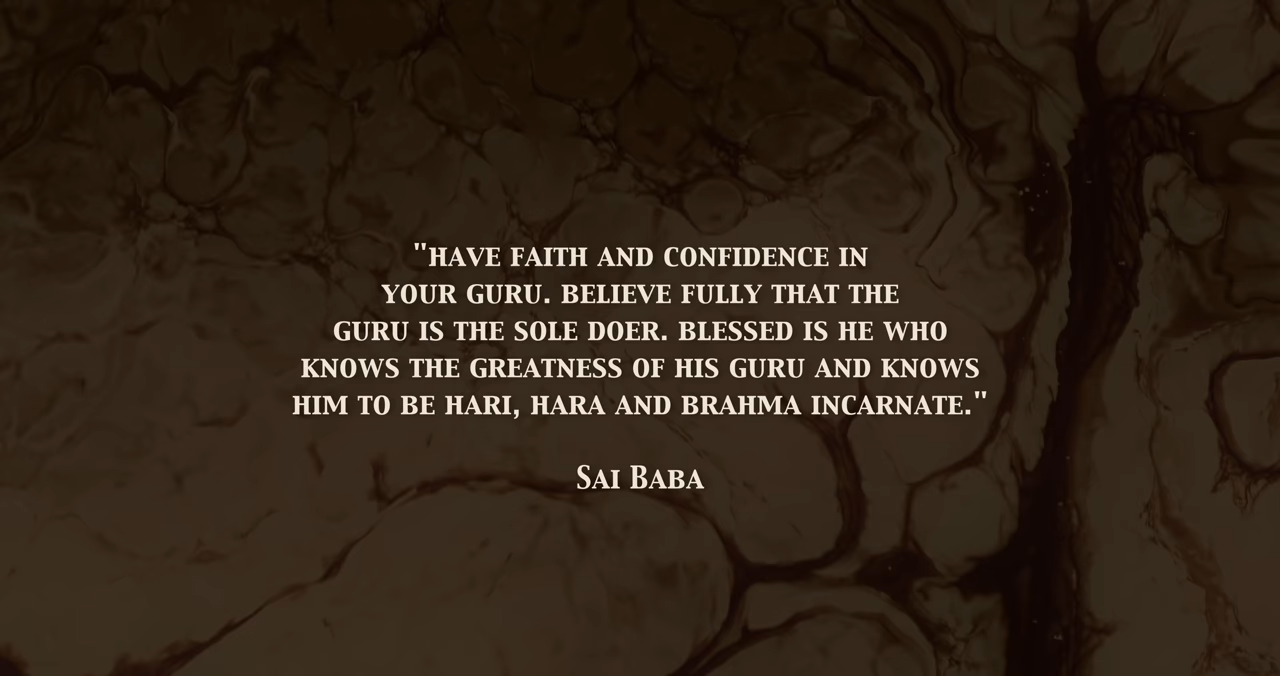 "HAVE FAITH AND CONFIDENCE IN
YOUR GURU. BELIEVE FULLY THAT THE
GURU IS THE SOLE DOER. BLESSED IS HE WHO
KNOWS THE GREATNESS OF HIS GURU AND KNOWS
HIM TO BE HARI, HARA AND BRAHMA INCARNATE."
Sai Baba